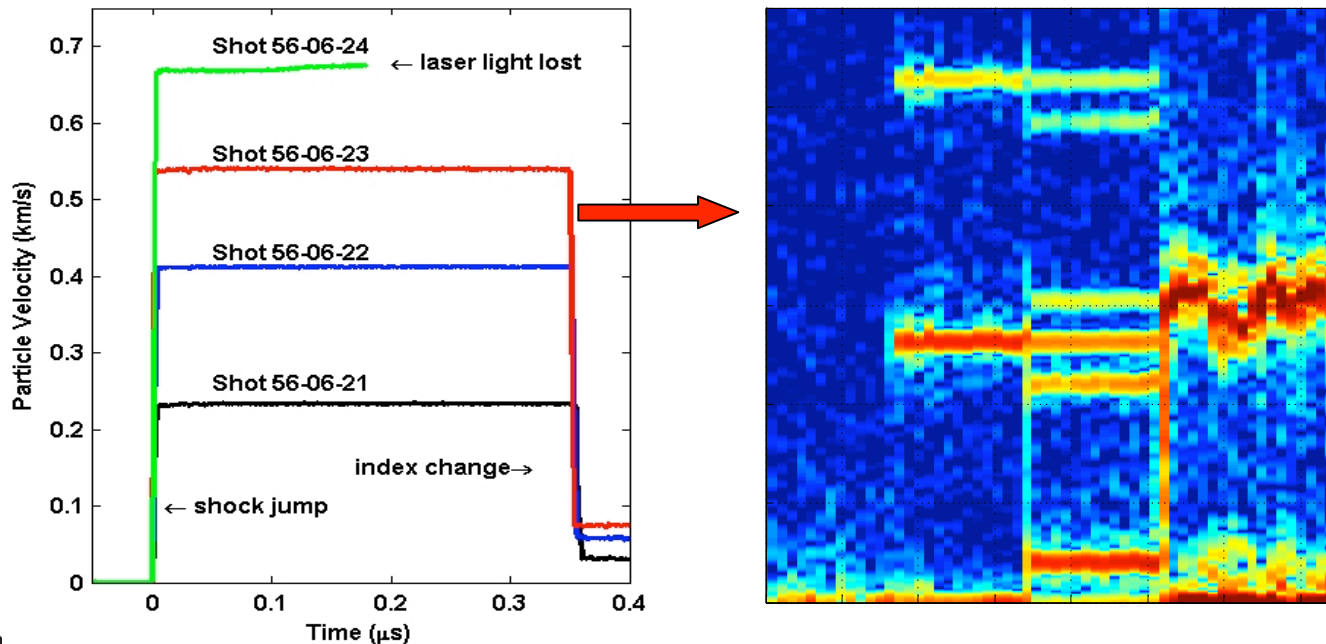 0.7
0.6
0.5
0.4
0.3
0.2
0.1
0
Particle Velocity (km/s)
Shot 56-06-24
← laser light lost
Shot 56-06-23
Shot 56-06-22
Shot 56-06-21
index change→
← shock jump
0
0.1
0.2
0.3
0.4
Time (μs)